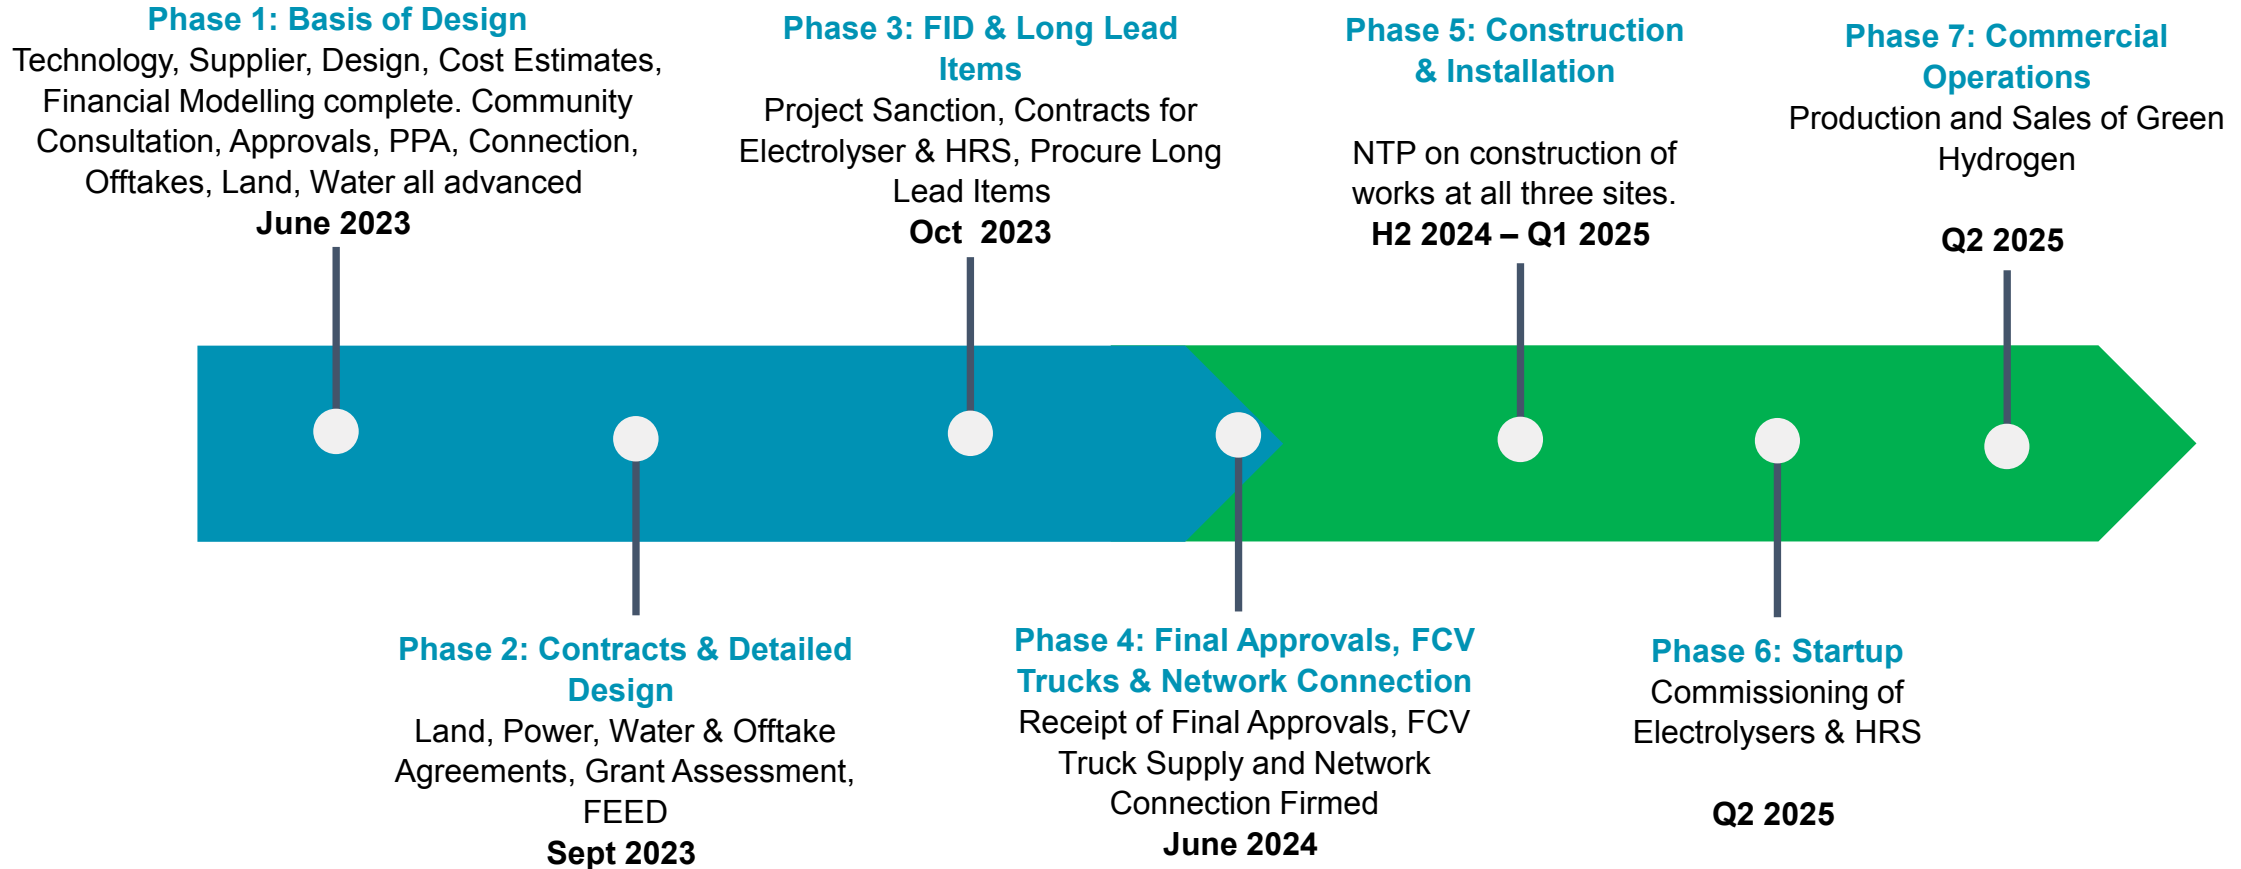 Phase 1: Basis of Design
Technology, Supplier, Design, Cost Estimates,
Financial Modelling complete. Community
Consultation, Approvals, PPA, Connection,
Offtakes, Land, Water all advanced
June 2023
Phase 2: Contracts & Detailed
Design
Land, Power, Water & Offtake
Agreements, Grant Assessment,
FEED
Sept 2023
Phase 3: FID & Long Lead
Items
Project Sanction, Contracts for
Electrolyser & HRS, Procure Long
Lead Items
Oct  2023
Phase 4: Final Approvals, FCV
Trucks & Network Connection
Receipt of Final Approvals, FCV
Truck Supply and Network
Connection Firmed
June 2024
Phase 5: Construction
& Installation
NTP on construction of
works at all three sites.
H2 2024 – Q1 2025
Phase 6: Startup
Commissioning of
Electrolysers & HRS
Q2 2025
Phase 7: Commercial
Operations
Production and Sales of Green
Hydrogen
Q2 2025